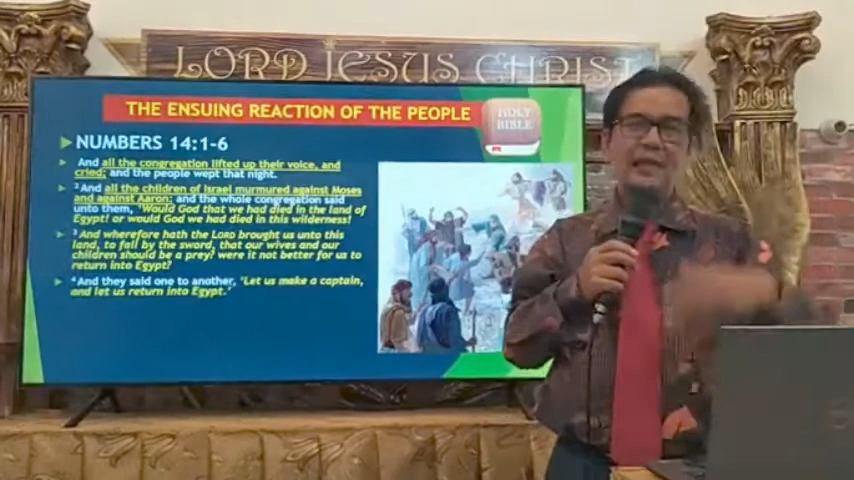 LORD JESUS CHRIST
THE ENSUING REACTION OF THE PEOPLE
HOLY
BIBLE
NUMBERS 14:1-6
And all the congregation lifted up their voice, and
cried; and the people wept that night.
²And all the children of Israel murmured against Moses
and against Aaron: and the whole congregation said
unto them, 'Would God that we had died in the land of
Egypt! or would God we had died in this wilderness!
³And wherefore hath the LORD brought us unto this
land, to fall by the sword, that our wives and our
children should be a prey? were it not better for us to
return into Egypt?
⁴And they said one to another, 'Let us make a captain,
and let us return into Egypt.'